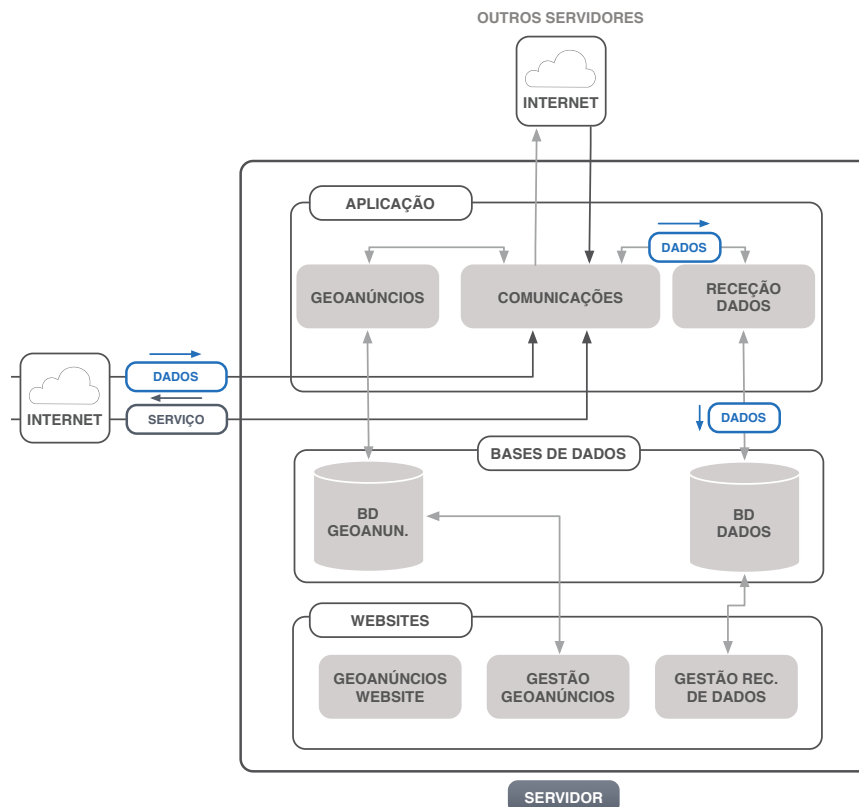 OUTROS SERVIDORES
INTERNET
APLICAÇÃO
DADOS
GEOANÚNCIOS
COMUNICAÇÕES
RECEÇÃO
DADOS
DADOS
INTERNET
SERVIÇO
DADOS
BASES DE DADOS
BD
GEOANUN.
BD
DADOS
WEBSITES
GEOANÚNCIOS
WEBSITE
GESTÃO
GEOANÚNCIOS
GESTÃO REC.
DE DADOS
SERVIDOR